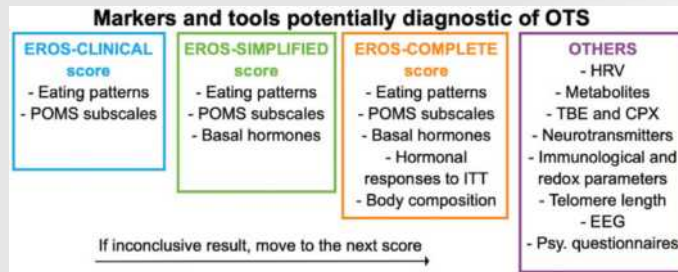 Markers and tools potentially diagnostic of OTS
EROS-CLINICAL
score
- Eating patterns
- POMS subscales
EROS-SIMPLIFIED
score
- Eating patterns
- POMS subscales
- Basal hormones
EROS-COMPLETE
score
- Eating patterns
- POMS subscales
- Basal hormones
- Hormonal
responses to ITT
- Body composition
OTHERS
- HRV
- Metabolites
- TBE and CPX
- Neurotransmitters
- Immunological and
redox parameters
- Telomere length
- EEG
- Psy. questionnaires
If inconclusive result, move to the next score